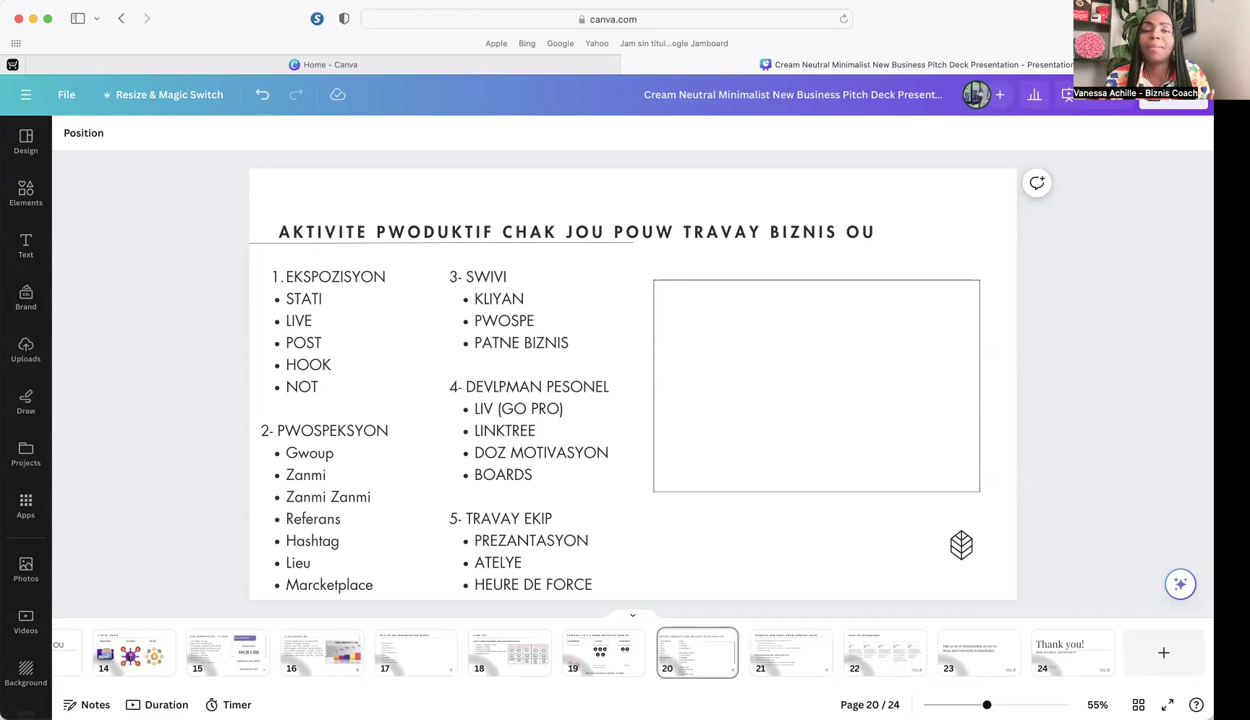 canva.com
Apple
Bing
Google
Yahoo
Jam sin títul...ogle Jamboard
Home - Canva
Cream Neutral Minimalist New Business Pitch Deck Presentation - Presentation
Vanessa Achille - Biznis Coach
File
Resize & Magic Switch
Cream Neutral Minimalist New Business Pitch Deck Present...
Position
Design
Elements
Text
Brand
Uploads
Draw
Projects
Apps
Photos
Videos
Background
AKTIVITE PWODUKTIF CHAK JOU POUW TRAVAY BIZNIS OU
1. EKSPOZISYON
• STATI
• LIVE
• POST
• HOOK
• NOT
2- PWOSPEKSYON
• Gwoup
• Zanmi
• Zanmi Zanmi
• Referans
• Hashtag
• Lieu
• Marcketplace
3- SWIVI
• KLIYAN
• PWOSPE
• PATNE BIZNIS
4- DEVLPMAN PESONEL
• LIV (GO PRO)
• LINKTREE
• DOZ MOTIVASYON
• BOARDS
5- TRAVAY EKIP
• PREZANTASYON
• ATELYE
• HEURE DE FORCE
OU
14
15
16
17
18
19
20
21
22
23
Thank you!
24
Notes
Duration
Timer
Page 20 / 24
55%